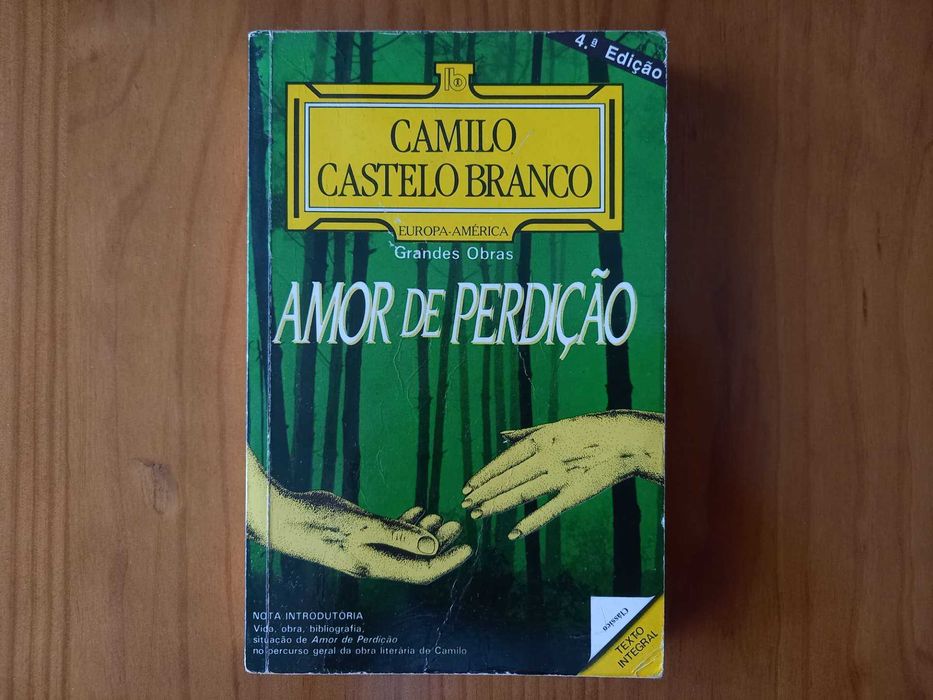 4.ª Edição
CAMILO
CASTELO BRANCO
EUROPA-AMÉRICA
Grandes Obras
AMOR DE PERDIÇÃO
NOTA INTRODUTÓRIA
Vida, obra, bibliografia,
situação de Amor de Perdição
no percurso geral da obra literária de Camilo
Clássico
TEXTO
INTEGRAL